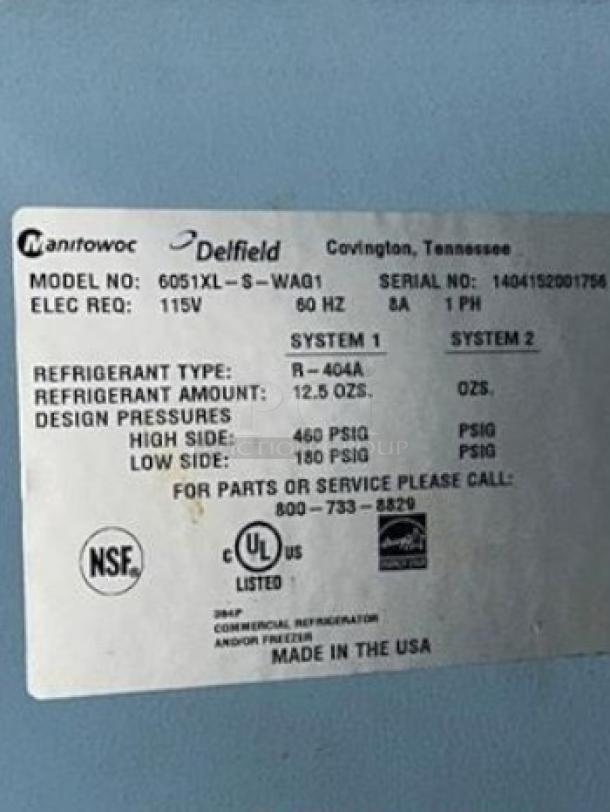 Manitowoc Delfield Covington, Tennessee
MODEL NO: 6051XL-S-WAG1 SERIAL NO: 1404152001756
ELEC REQ: 115V 60 HZ 8A 1 PH
SYSTEM 1 SYSTEM 2
REFRIGERANT TYPE: R-404A
REFRIGERANT AMOUNT: 12.5 OZS. OZS.
DESIGN PRESSURES
HIGH SIDE: 460 PSIG PSIG
LOW SIDE: 180 PSIG PSIG
FOR PARTS OR SERVICE PLEASE CALL:
800-733-8829
NSF®
C UL US
LISTED
394P
COMMERCIAL REFRIGERATOR
AND/OR FREEZER
MADE IN THE USA